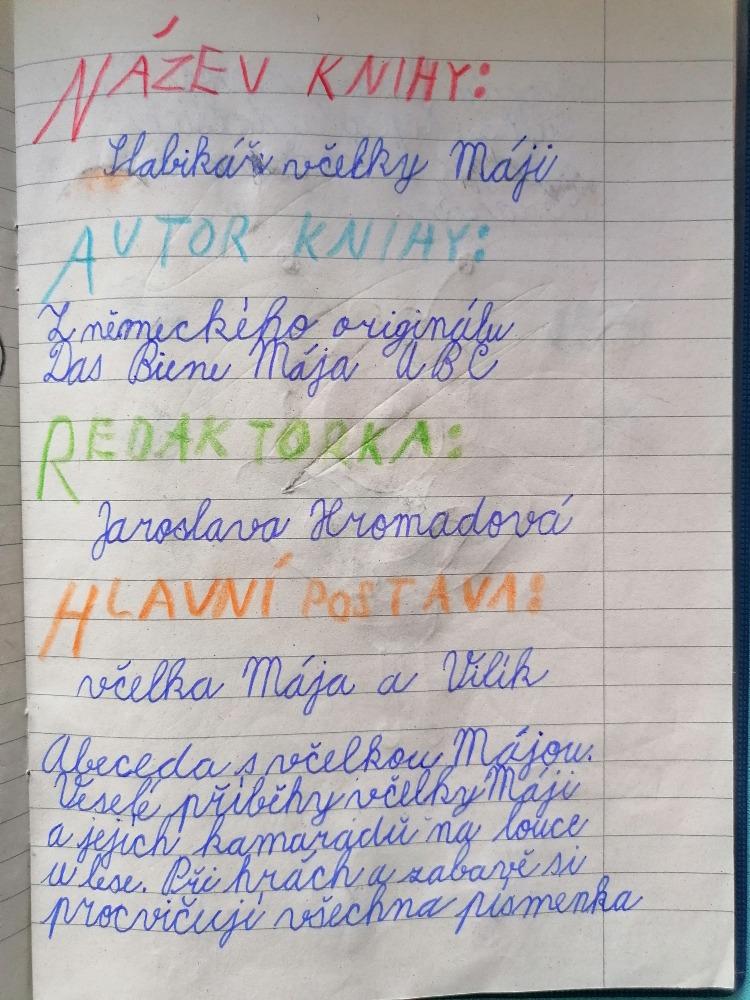 NÁZEV KNIHY:
Slabikář včelky Máji
AUTOR KNIHY:
Z německého originálu
Das Biene Mája ABC
REDAKTORKA:
Jaroslava Hromadová
HLAVNÍ POSTAVA:
včelka Mája a Vilík
Abeceda s včelkou Májou.
Veselé příběhy včelky Máji
a jejich kamarádů na louce
u lese. Při hrách a zabavě si
procvičují všechna písmenka